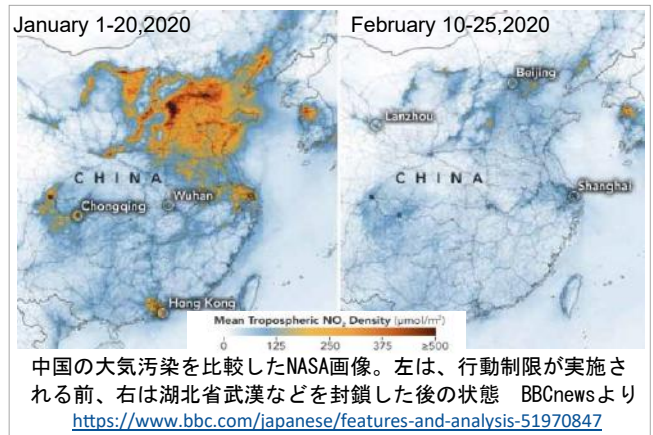 January 1-20,2020
February 10-25,2020
Beijing
Lanzhou
CHINA
CHINA
Wuhan
Shanghai
Chongqing
Hong Kong
Mean Tropospheric NO₂ Density (μmol/m²)
0 125 250 375 ≥500
中国の大気汚染を比較したNASA画像。左は、行動制限が実施さ
れる前、右は湖北省武漢などを封鎖した後の状態 BBCnewsより
https://www.bbc.com/japanese/features-and-analysis-51970847